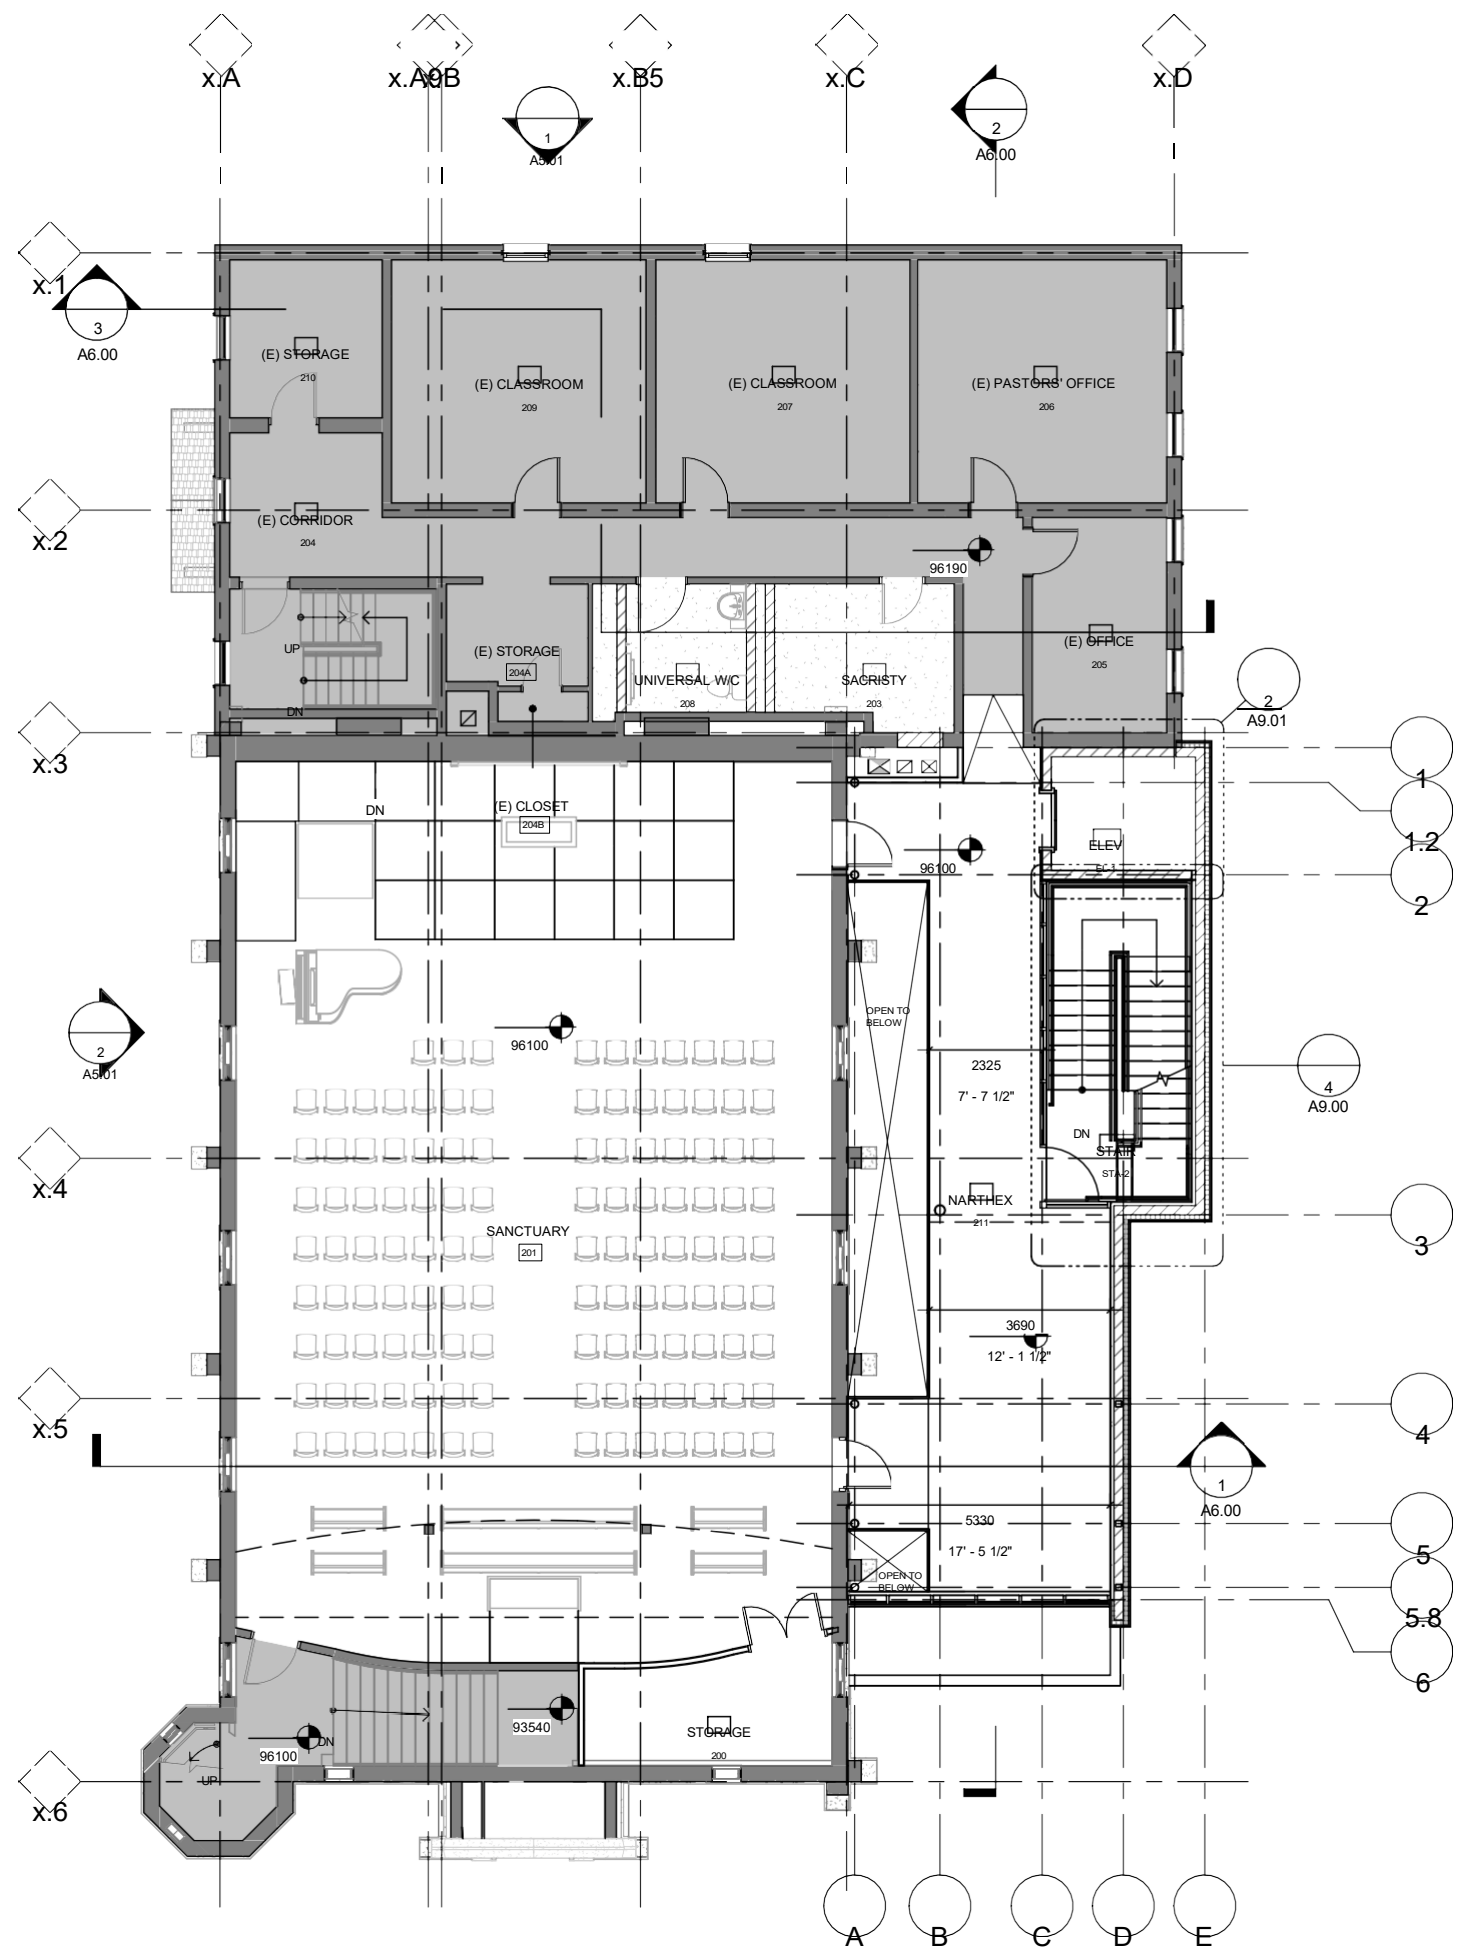 x.A
x.A9
x.B
x.B5
x.C
x.D
1
A5.01
2
A6.00
x.1
3
A6.00
(E) STORAGE
210
(E) CLASSROOM
209
(E) CLASSROOM
207
(E) PASTORS' OFFICE
206
x.2
(E) CORRIDOR
204
96190
UP
(E) STORAGE
204A
UNIVERSAL W/C
208
SACRISTY
203
(E) OFFICE
205
DN
2
A9.01
x.3
1
DN
(E) CLOSET
204B
1.2
ELEV
EL-1
96100
2
OPEN TO
BELOW
96100
2
A5.01
2325
7' - 7 1/2"
4
A9.00
DN
STAIR
STA-2
x.4
NARTHEX
211
SANCTUARY
201
3
3690
12' - 1 1/2"
x.5
4
1
A6.00
5330
17' - 5 1/2"
5
OPEN TO
BELOW
5.8
6
93540
STORAGE
200
DN
96100
UP
x.6
A
B
C
D
E